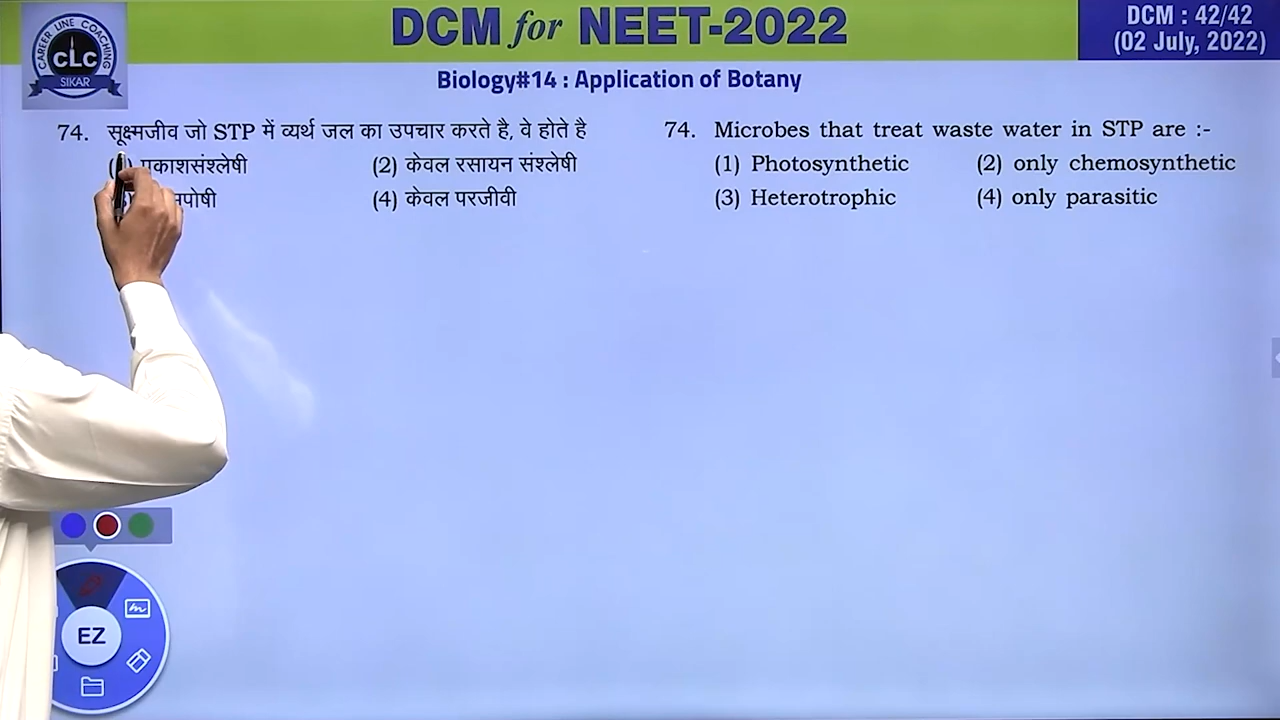 DCM for NEET-2022
DCM : 42/42
(02 July, 2022)
CAREER LINE COACHING
CLC
SIKAR
Biology#14 : Application of Botany
74. सूक्ष्मजीव जो STP में व्यर्थ जल का उपचार करते है, वे होते है
(2) केवल रसायन संश्लेषी
(4) केवल परजीवी
74. Microbes that treat waste water in STP are :-
(1) Photosynthetic (2) only chemosynthetic
(3) Heterotrophic (4) only parasitic
EZ